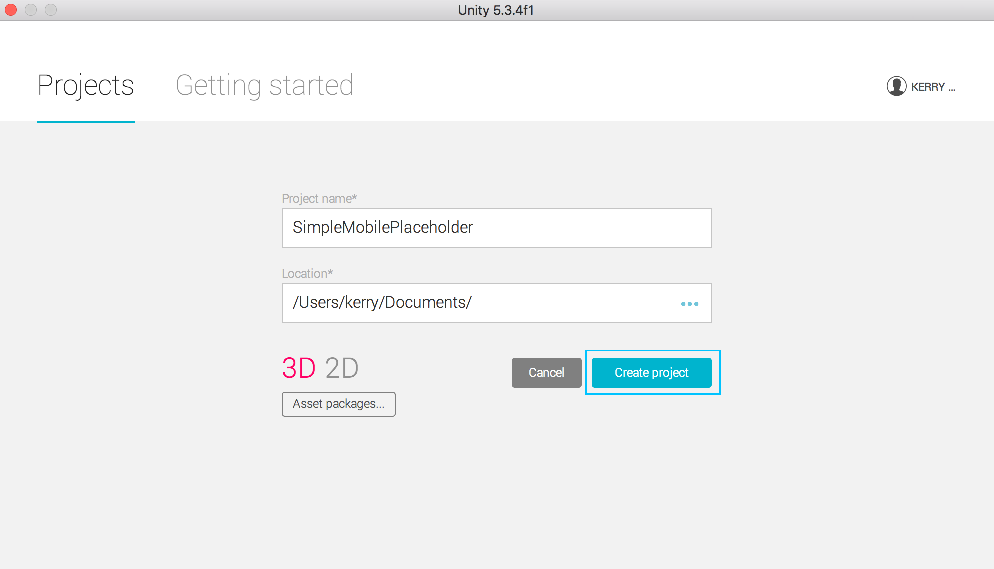 Unity 5.3.4f1
Projects
Getting started
KERRY ...
Project name*
SimpleMobilePlaceholder
Location*
/Users/kerry/Documents/
3D 2D
Cancel
Create project
Asset packages...